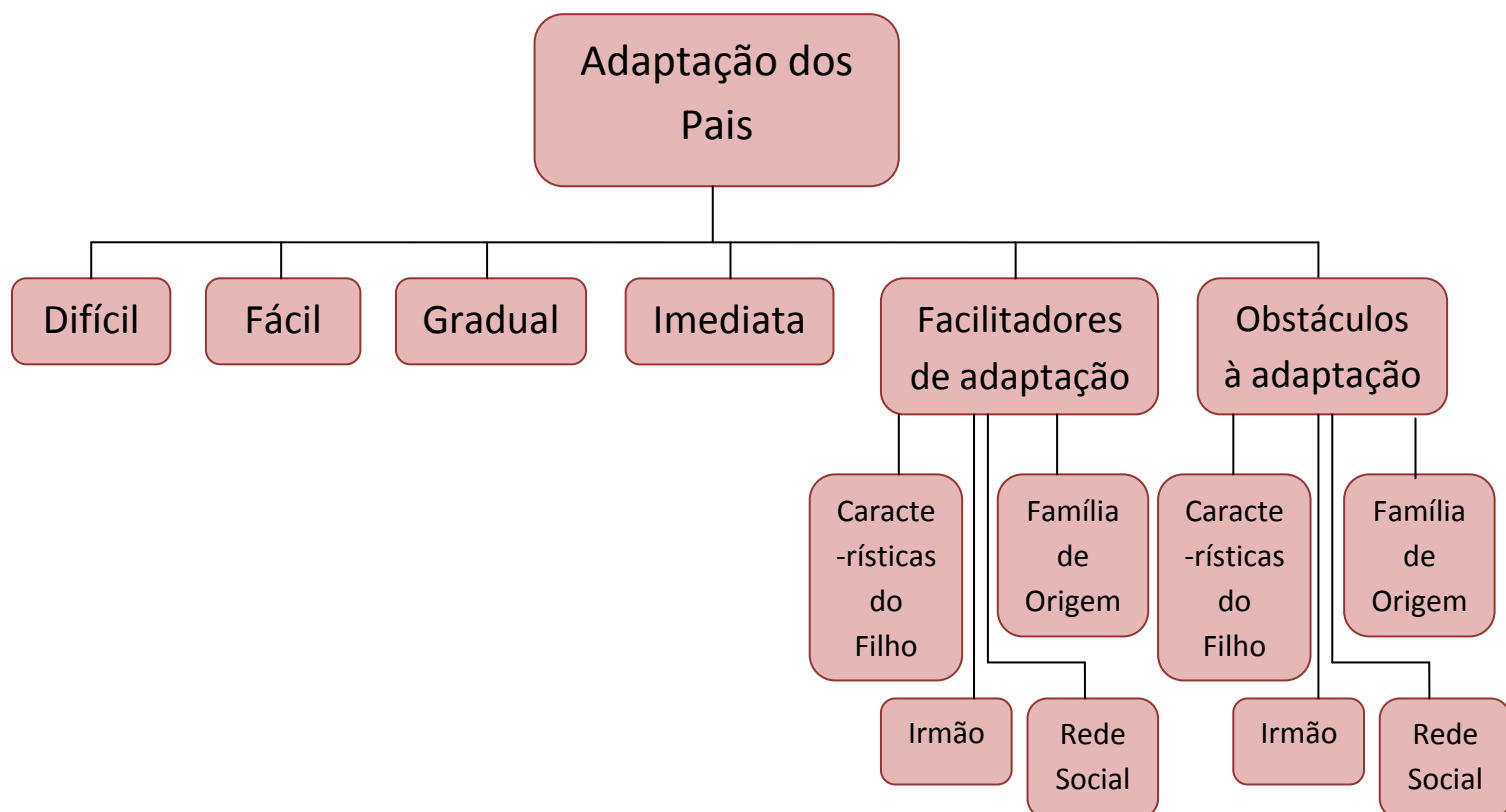 Adaptação dos
Pais
Difícil
Fácil
Gradual
Imediata
Facilitadores
de adaptação
Obstáculos
à adaptação
Caracte
-rísticas
do
Filho
Família
de
Origem
Caracte
-rísticas
do
Filho
Família
de
Origem
Irmão
Rede
Social
Irmão
Rede
Social